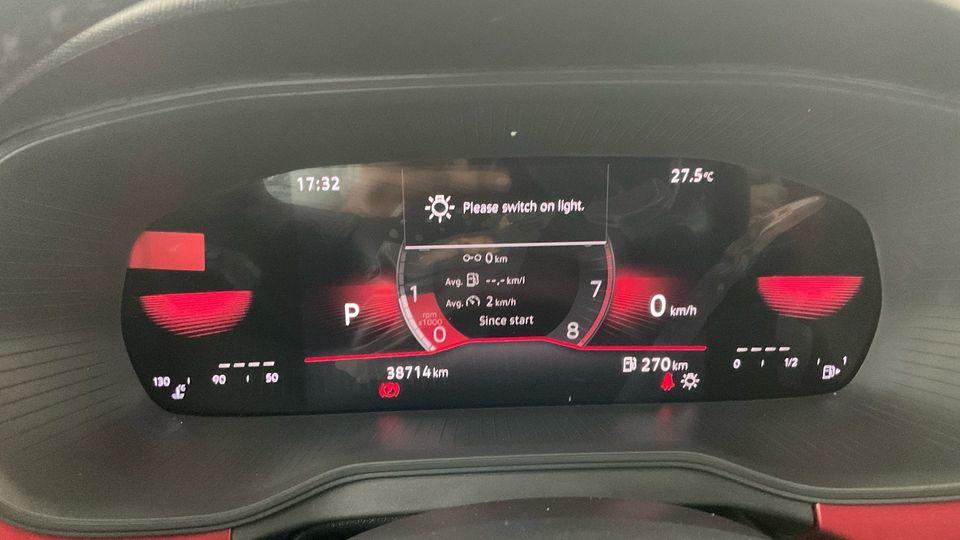 17:32
27.5°C
Please switch on light.
0 km
Avg. --,- km/l
Avg. 2 km/h
Since start
1
7
rpm
x1000
0
8
P
0 km/h
130
90
50
38714 km
270 km
0
1/2
1